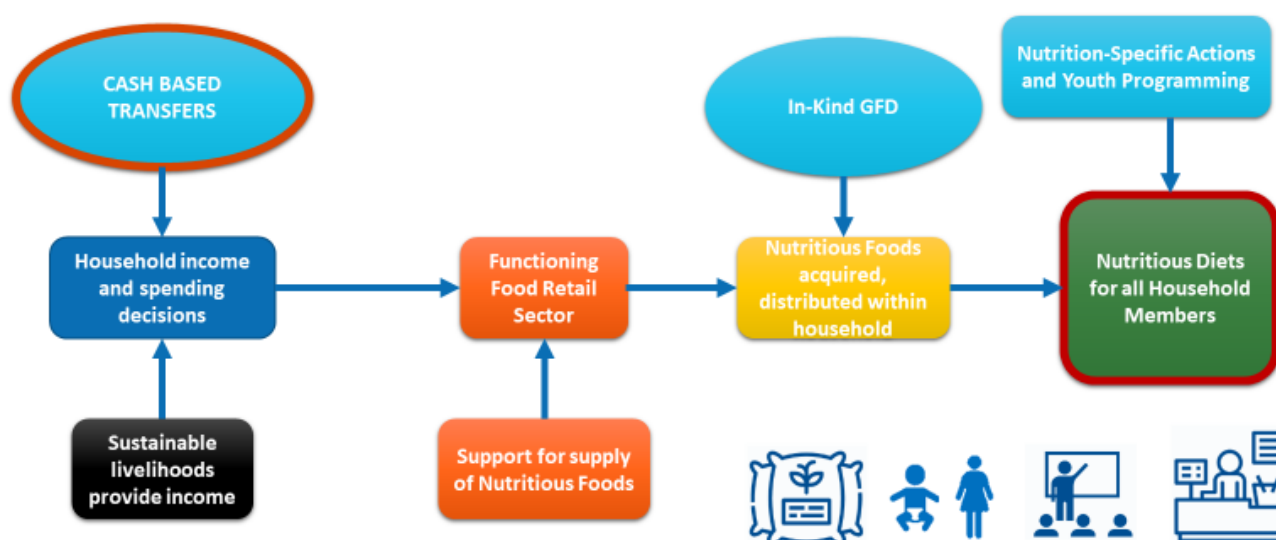 CASH BASED
TRANSFERS
In-Kind GFD
Nutrition-Specific Actions
and Youth Programming
Household income
and spending
decisions
Functioning
Food Retail
Sector
Nutritious Foods
acquired,
distributed within
household
Nutritious Diets
for all Household
Members
Sustainable
livelihoods
provide income
Support for supply
of Nutritious Foods